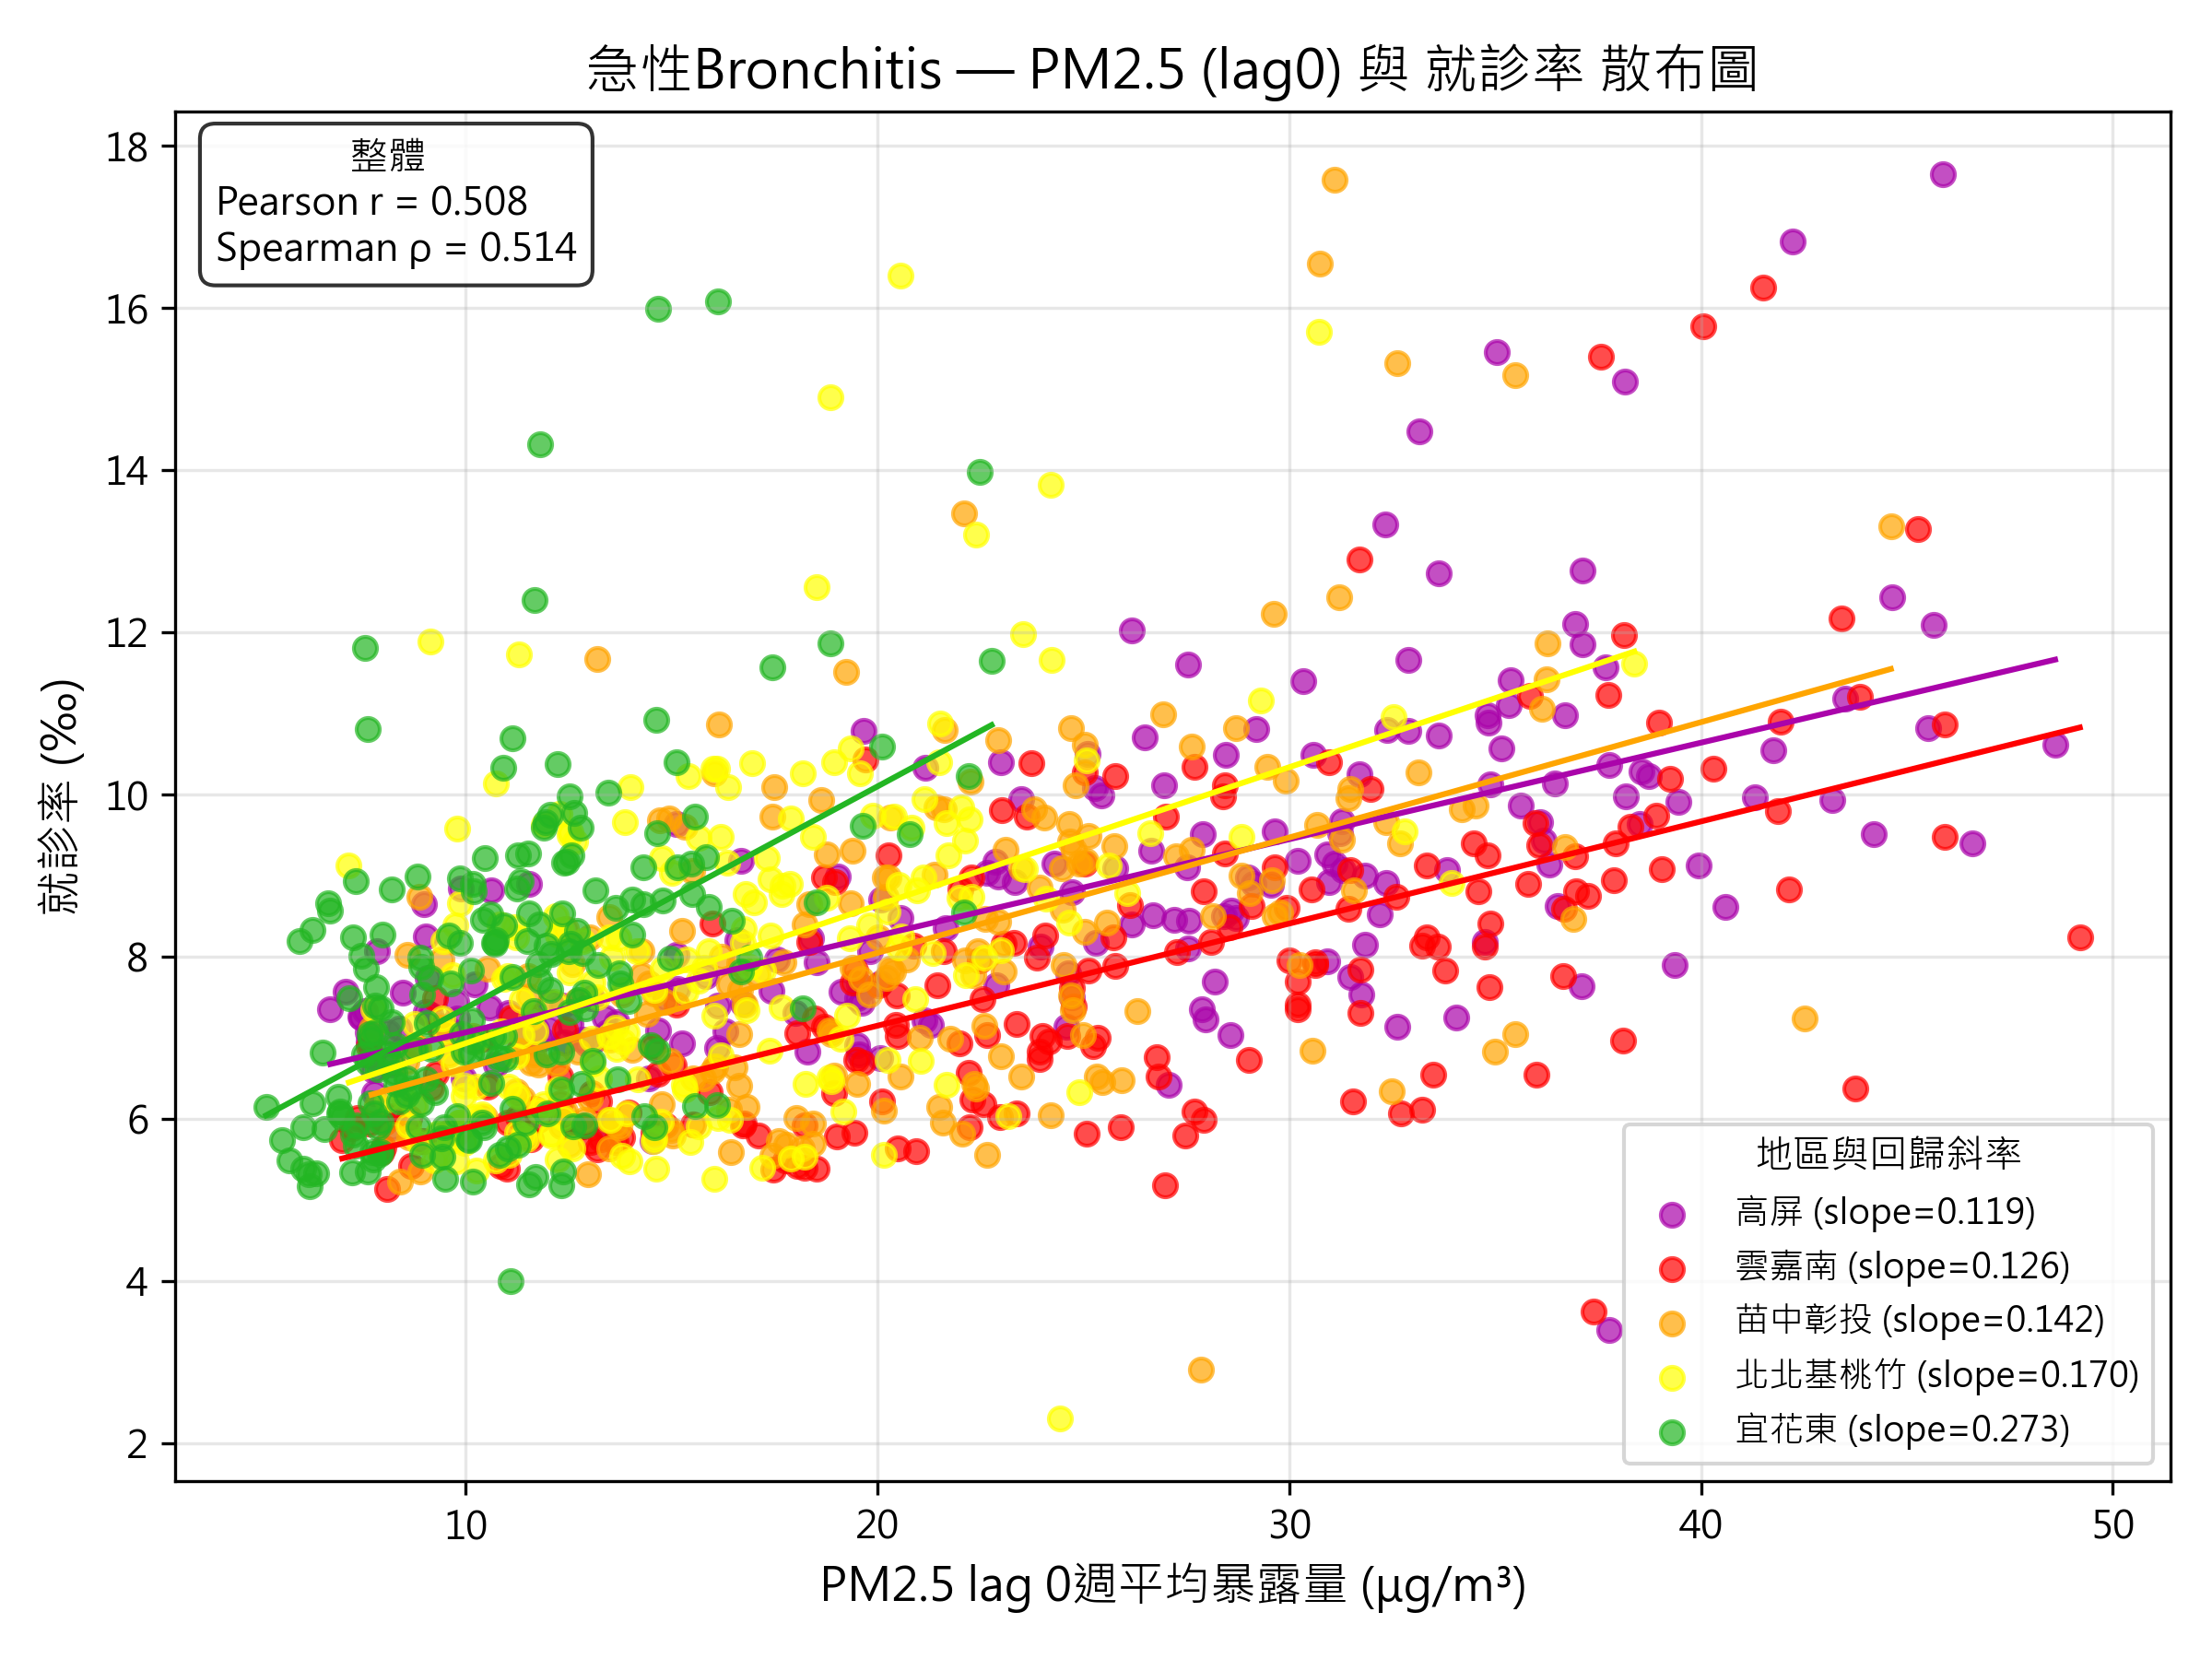 急性Bronchitis — PM2.5 (lag0) 與 就診率 散布圖
整體
Pearson r = 0.508
Spearman ρ = 0.514
就診率 (‰)
18
16
14
12
10
8
6
4
2
地區與回歸斜率
高屏 (slope=0.119)
雲嘉南 (slope=0.126)
苗中彰投 (slope=0.142)
北北基桃竹 (slope=0.170)
宜花東 (slope=0.273)
10 20 30 40 50
PM2.5 lag 0週平均暴露量 (μg/m³)